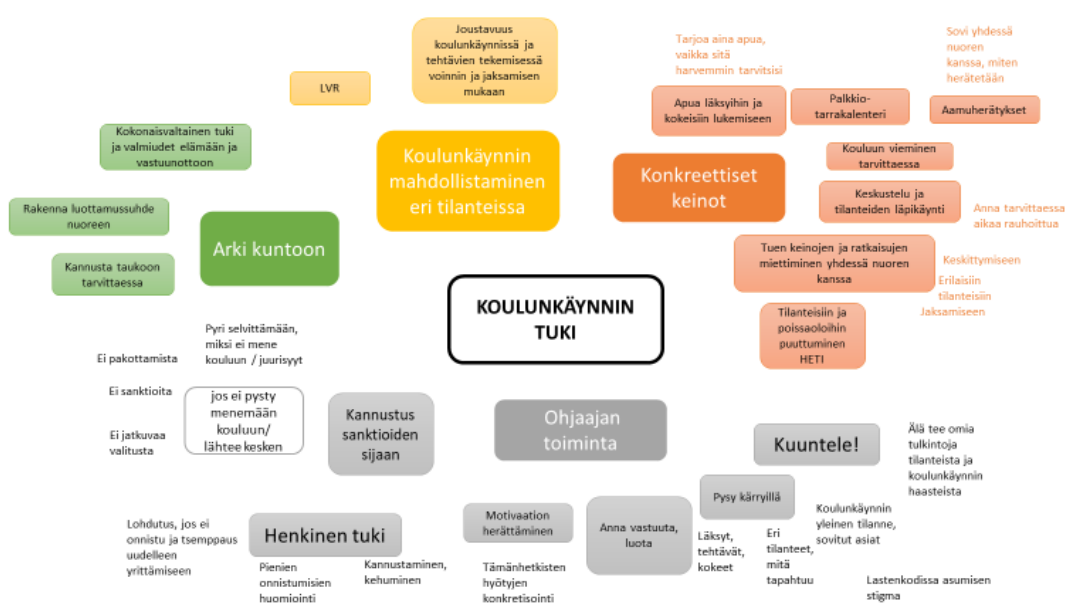 Joustavuus
koulunkäynnissä ja
tehtävien tekemisessä
voinnin ja jaksamisen
mukaan
LVR
Kokonaisvaltainen tuki
ja valmiudet elämään ja
vastuunottoon
Koulunkäynnin
mahdollistaminen
eri tilanteissa
Rakenna luottamussuhde
nuoreen
Arki kuntoon
Kannusta taukoon
tarvittaessa
Tarjoa aina apua,
vaikka sitä
harvemmin tarvitsisi
Sovi yhdessä
nuoren
kanssa, miten
herätetään
Apua läksyihin ja
kokeisiin lukemiseen
Palkkio-
tarrakalenteri
Aamuherätykset
Konkreettiset
keinot
Kouluun vieminen
tarvittaessa
Keskustelu ja
tilanteiden läpikäynti
Anna tarvittaessa
aikaa rauhoittua
Tuen keinojen ja ratkaisujen
miettiminen yhdessä nuoren
kanssa
Keskittymiseen
Erilaisiin
tilanteisiin
Jaksamiseen
Tilanteisiin ja
poissaoloihin
puuttuminen
HETI
KOULUNKÄYNNIN
TUKI
Pyri selvittämään,
miksi ei mene
kouluun / juurisyyt
Ei pakottamista
Ei sanktioita
Ei jatkuvaa
valitusta
jos ei pysty
menemään
kouluun/
lähtee kesken
Kannustus
sanktioiden
sijaan
Ohjaajan
toiminta
Kuuntele!
Älä tee omia
tulkintoja
tilanteista ja
koulunkäynnin
haasteista
Lohdutus, jos ei
onnistu ja tsemppaus
uudelleen
yrittämiseen
Henkinen tuki
Pienien
onnistumisien
huomiointi
Kannustaminen,
kehuminen
Motivaation
herättäminen
Tämänhetkisten
hyötyjen
konkretisointi
Anna vastuuta,
luota
Pysy kärryillä
Läksyt,
tehtävät,
kokeet
Eri
tilanteet,
mitä
tapahtuu
Koulunkäynnin
yleinen tilanne,
sovitut asiat
Lastenkodissa asumisen
stigma